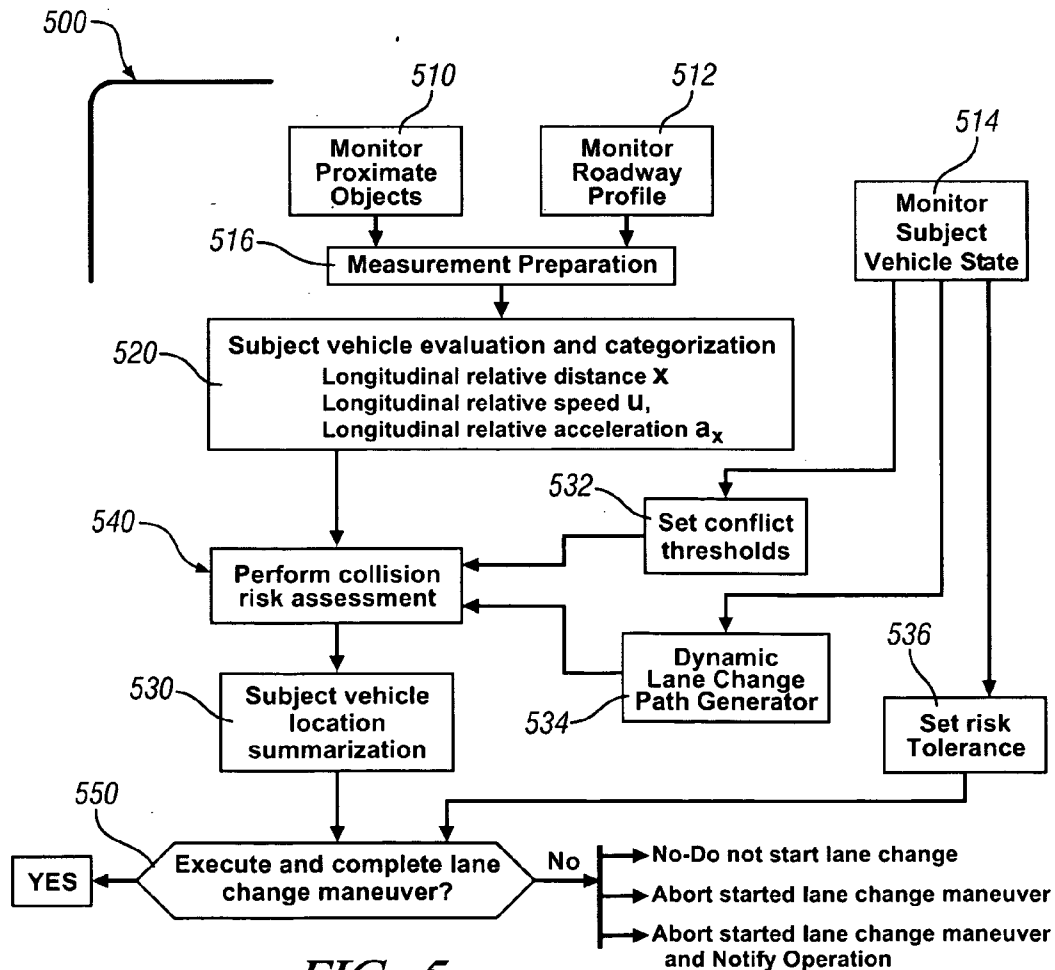 500
510
512
514
Monitor
Proximate
Objects
Monitor
Roadway
Profile
Monitor
Subject
Vehicle State
516
Measurement Preparation
520
Subject vehicle evaluation and categorization
Longitudinal relative distance x
Longitudinal relative speed u,
Longitudinal relative acceleration ax
532
Set conflict
thresholds
540
Perform collision
risk assessment
534
Dynamic
Lane Change
Path Generator
536
Set risk
Tolerance
530
Subject vehicle
location
summarization
550
Execute and complete lane
change maneuver?
YES
No
No-Do not start lane change
Abort started lane change maneuver
Abort started lane change maneuver
and Notify Operation
FIG. 5